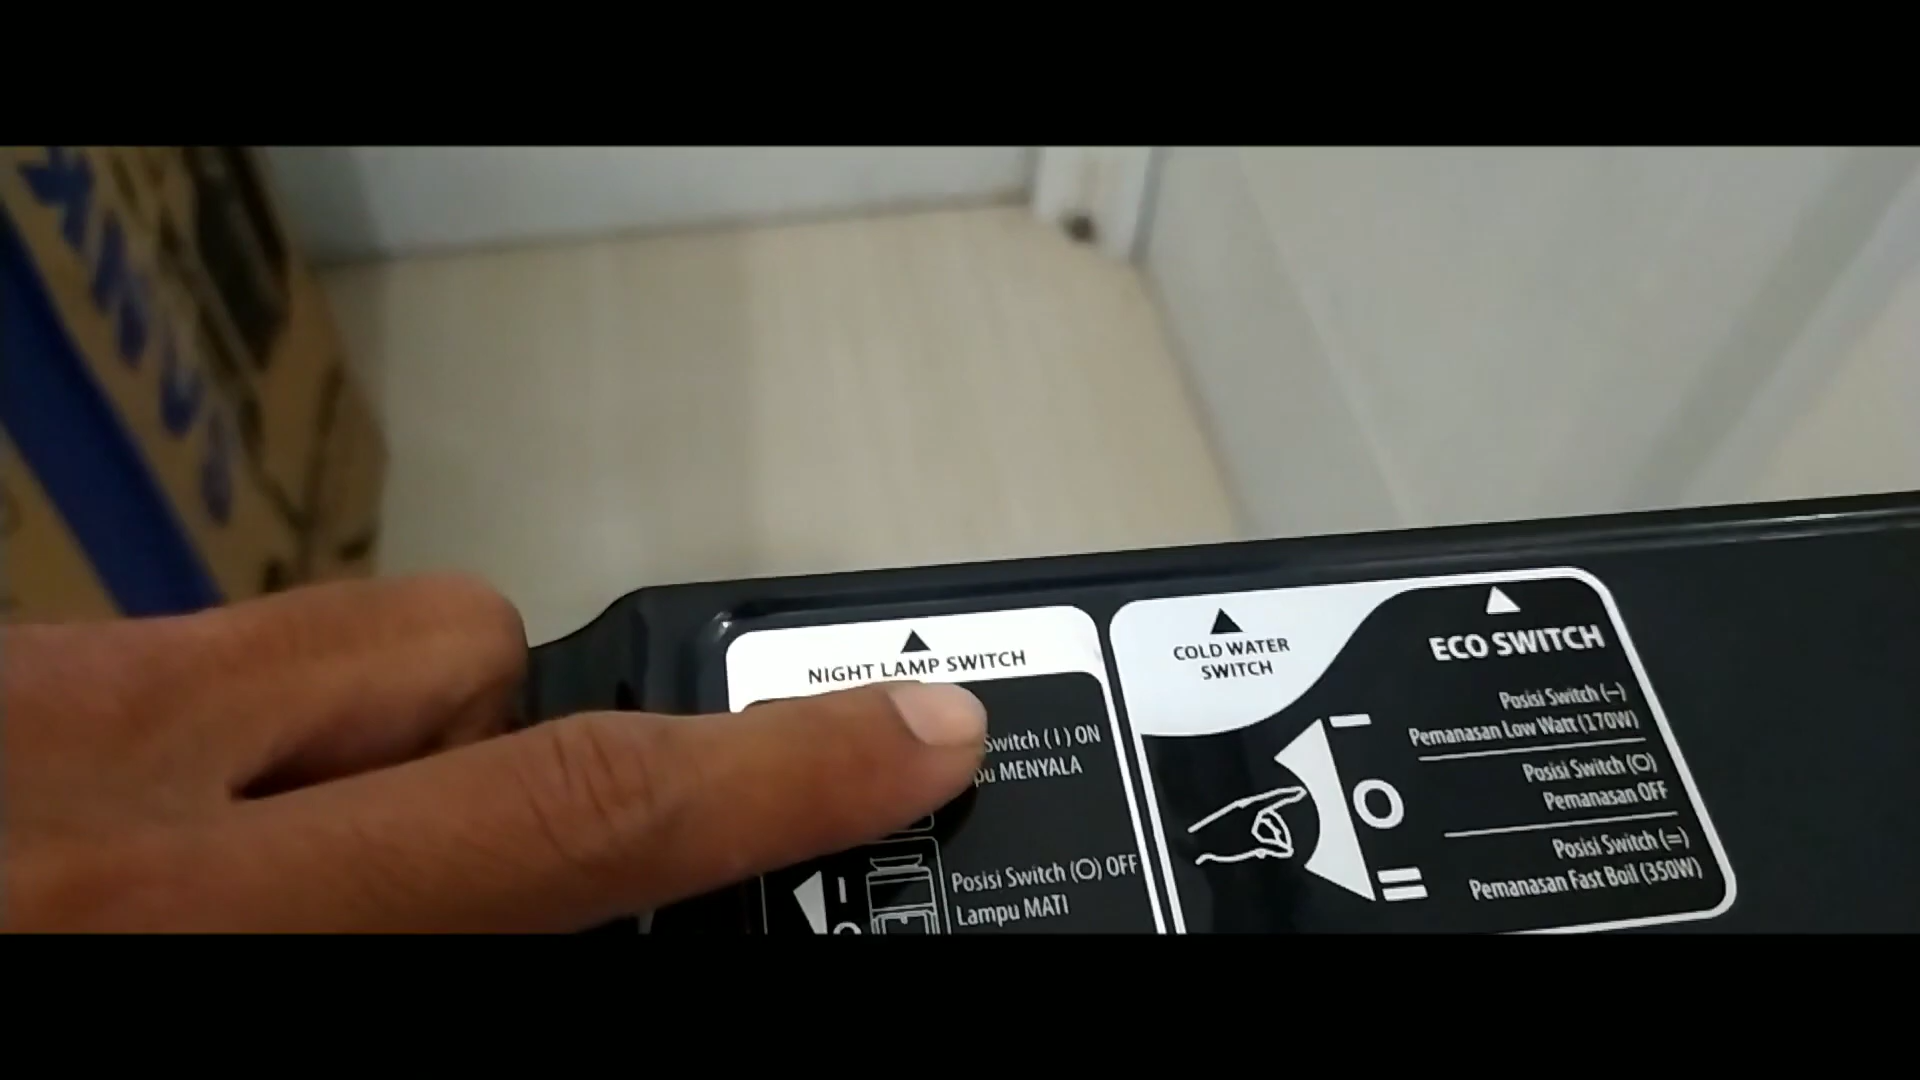 NIGHT LAMP SWITCH
Switch (I) ON
MENYALA
Posisi Switch (O) OFF
Lampu MATI
COLD WATER
SWITCH
ECO SWITCH
Posisi Switch (–)
Pemanasan Low Watt (170W)
Posisi Switch (O)
Pemanasan OFF
Posisi Switch (=)
Pemanasan Fast Boil (350W)